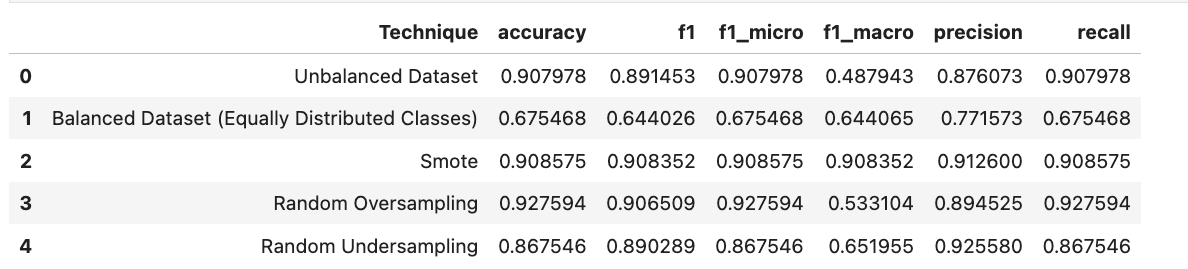 Technique accuracy f1 f1_micro f1_macro precision recall
0 Unbalanced Dataset 0.907978 0.891453 0.907978 0.487943 0.876073 0.907978
1 Balanced Dataset (Equally Distributed Classes) 0.675468 0.644026 0.675468 0.644065 0.771573 0.675468
2 Smote 0.908575 0.908352 0.908575 0.908352 0.912600 0.908575
3 Random Oversampling 0.927594 0.906509 0.927594 0.533104 0.894525 0.927594
4 Random Undersampling 0.867546 0.890289 0.867546 0.651955 0.925580 0.867546